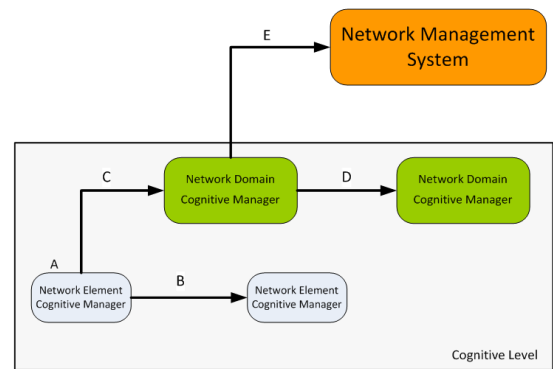 E
Network Management
System
C
Network Domain
Cognitive Manager
D
Network Domain
Cognitive Manager
A
Network Element
Cognitive Manager
B
Network Element
Cognitive Manager
Cognitive Level